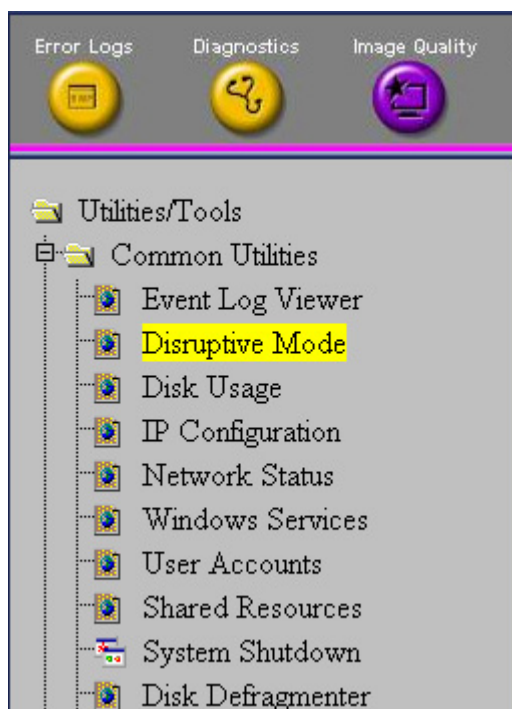 Error Logs Diagnostics Image Quality
Utilities/Tools
Common Utilities
Event Log Viewer
Disruptive Mode
Disk Usage
IP Configuration
Network Status
Windows Services
User Accounts
Shared Resources
System Shutdown
Disk Defragmenter